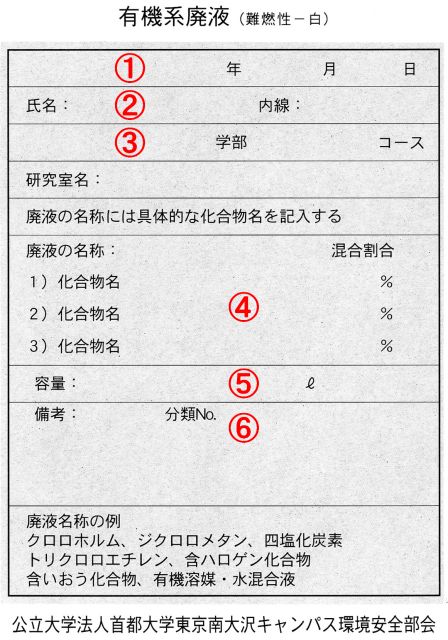 有機系廃液（難燃性－白）
① 年 月 日
氏名： ② 内線：
③ 学部 コース
研究室名：
廃液の名称には具体的な化合物名を記入する
廃液の名称： 混合割合
1）化合物名 %
2）化合物名 ④ %
3）化合物名 %
容量： ⑤ ℓ
備考： 分類No. ⑥
廃液名称の例
クロロホルム、ジクロロメタン、四塩化炭素
トリクロロエチレン、含ハロゲン化合物
含いおう化合物、有機溶媒・水混合液
公立大学法人首都大学東京南大沢キャンパス環境安全部会